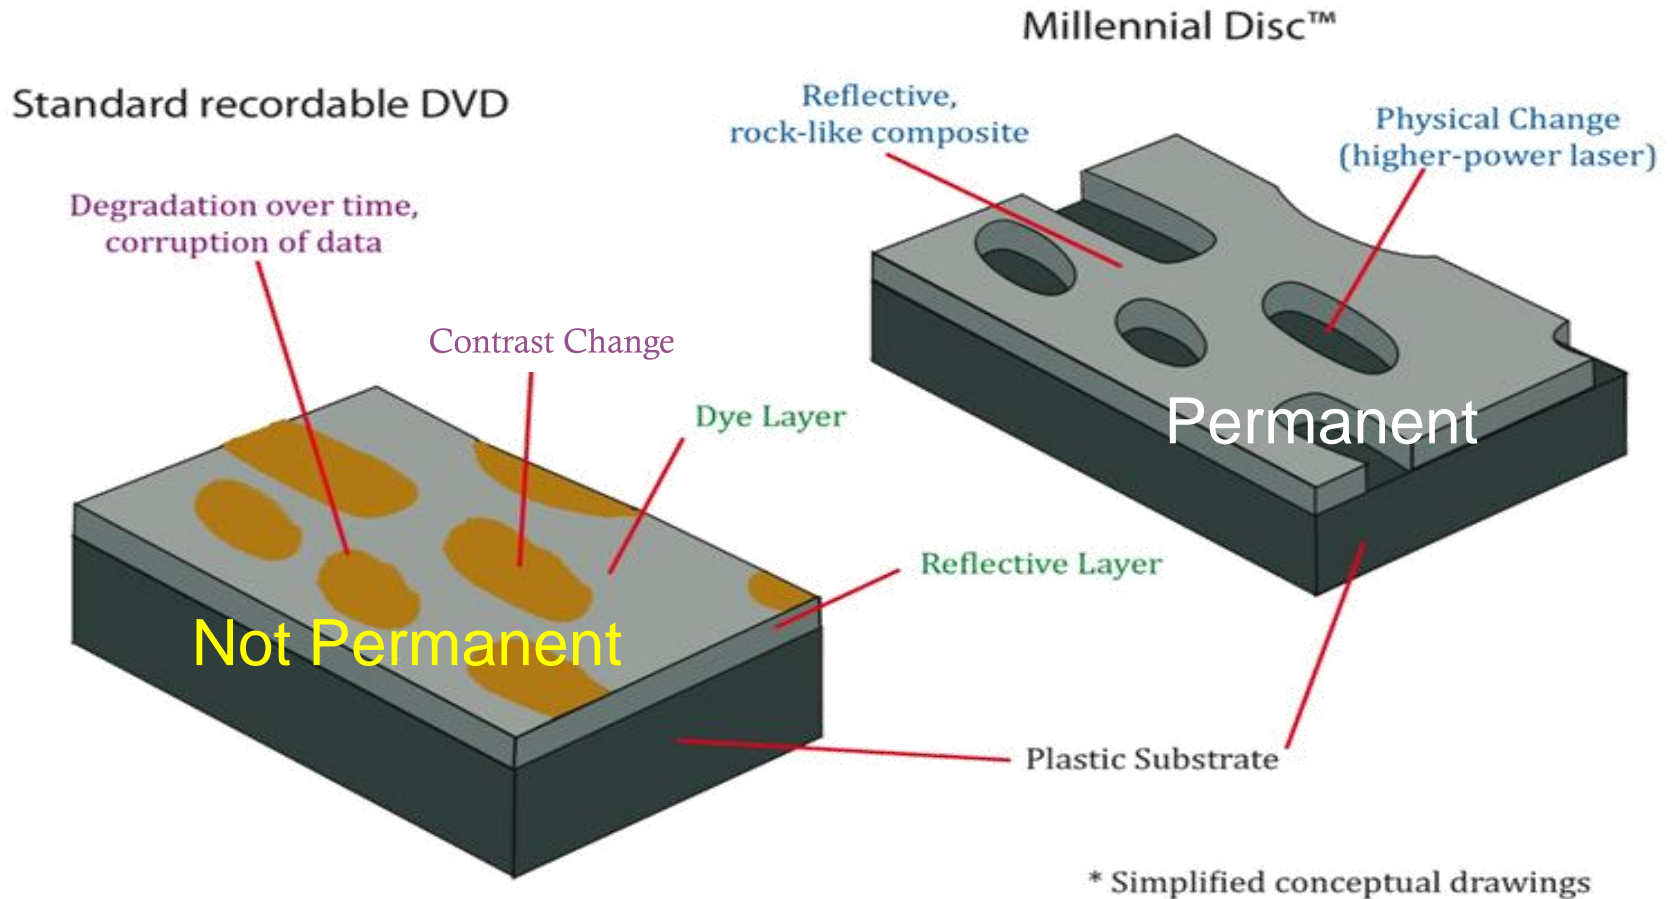 Millennial Disc™
Standard recordable DVD
Reflective,
rock-like composite
Physical Change
(higher-power laser)
Degradation over time,
corruption of data
Contrast Change
Dye Layer
Permanent
Reflective Layer
Not Permanent
Plastic Substrate
* Simplified conceptual drawings